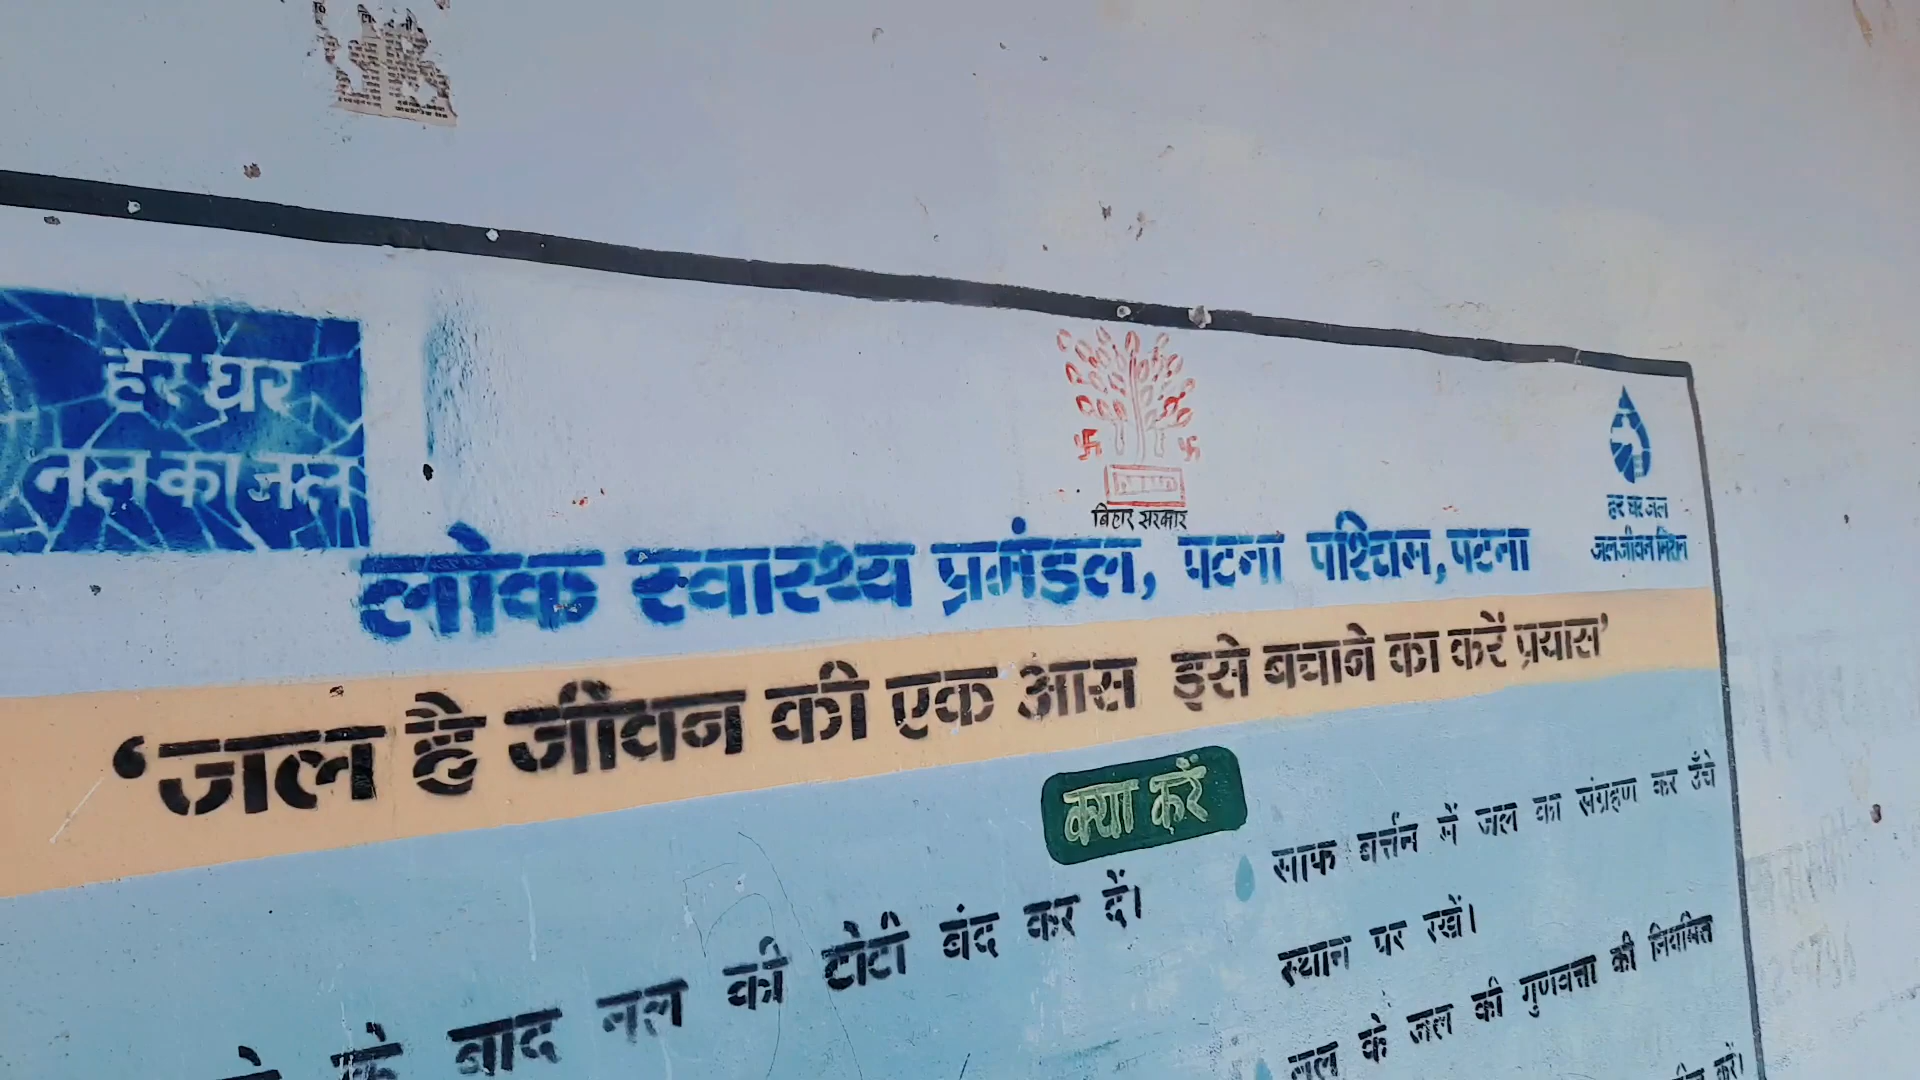 हर घर
नल का जल
बिहार सरकार
हर घर जल
जल जीवन मिशन
लोक स्वास्थ्य प्रमंडल, पटना पश्चिम, पटना
‘जल है जीवन की एक आस इसे बचाने का करें प्रयास’
क्या करें
के बाद नल की टोटी बंद कर दें।
साफ बर्त्तन में जल का संग्रहण कर उँचे
स्थान पर रखें।
नल के जल की गुणवत्ता की नियमित
करें।